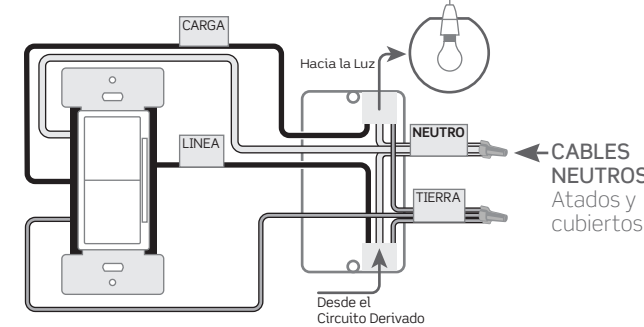 CARGA
Hacia la Luz
LINEA
NEUTRO
CABLES
NEUTROS
Atados y
cubiertos
TIERRA
Desde el
Circuito Derivado